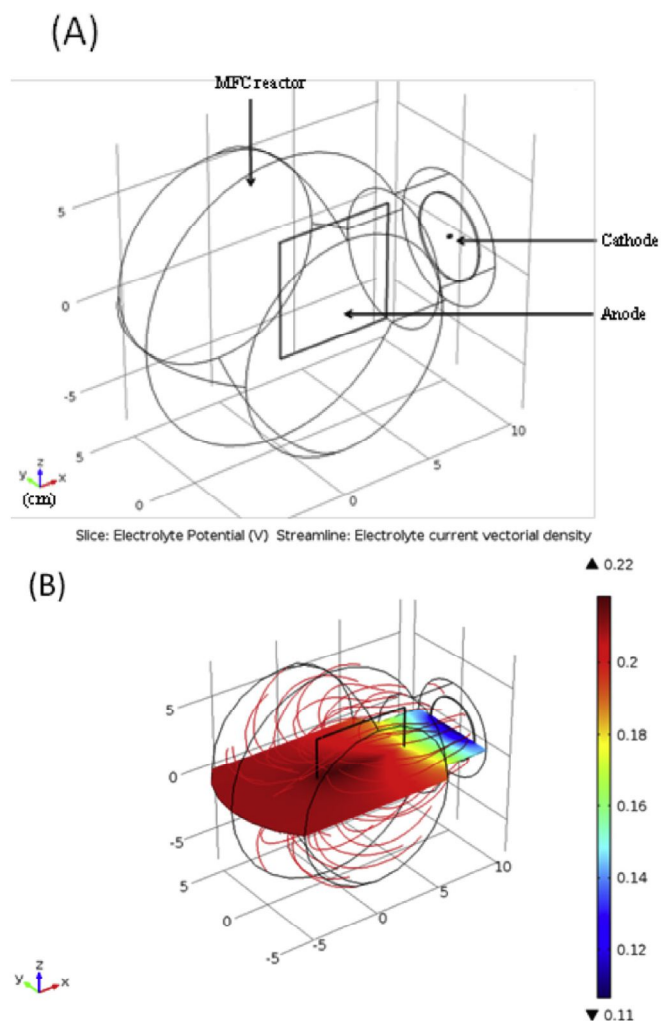 (A)
MFC reactor
5
Cathode
0
Anode
-5
10
5
5
z
y
x
0
0
(cm)
Slice: Electrolyte Potential (V) Streamline: Electrolyte current vectorial density
(B)
0.22
0.2
5
0.18
0
0.16
-5
10
5
0.14
5
0
0
0.12
-5
-5
z
y
x
0.11